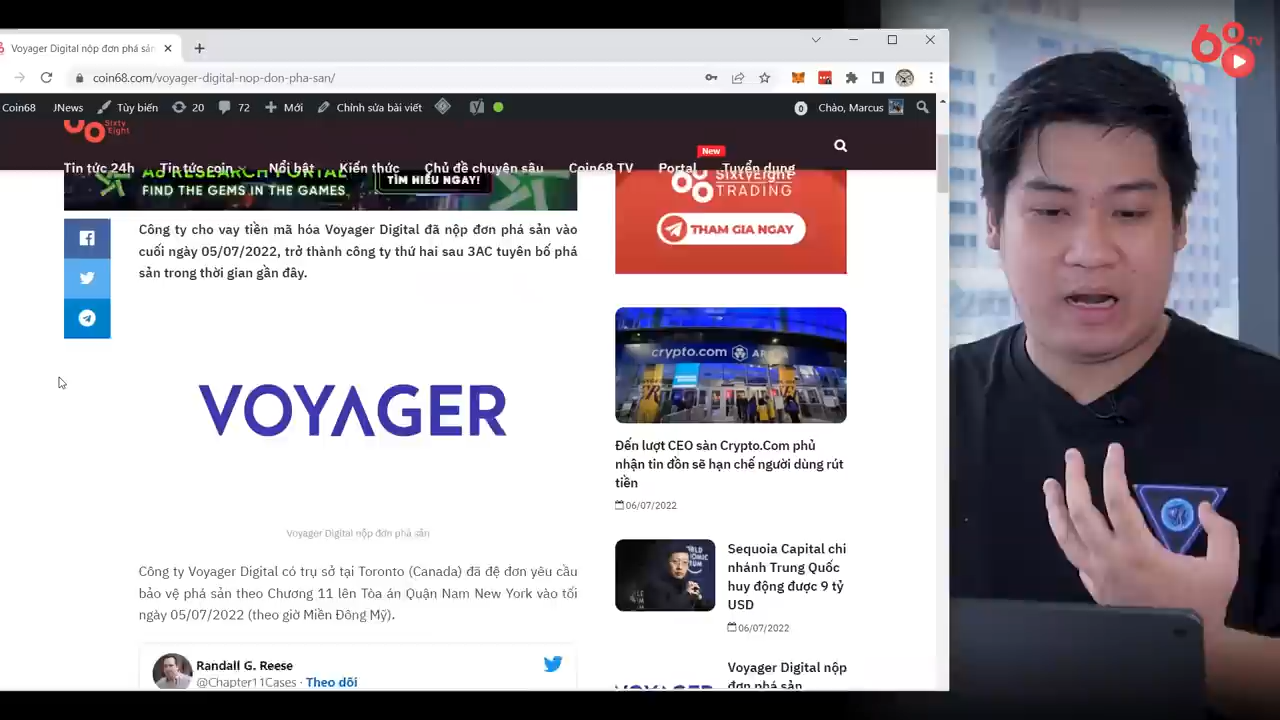 68 TV
Voyager Digital nộp đơn phá sản
coin68.com/voyager-digital-nop-don-pha-san/
Coin68 JNews Tùy biến 20 72 Mới Chỉnh sửa bài viết 0 Chào, Marcus
Sixty Eight
New
Tin tức 24h Tin tức coin Nổi bật Kiến thức Chủ đề chuyên sâu Coin68 TV Portal Tuyển dụng
FIND THE GEMS IN THE GAMES.
TÌM HIỂU NGAY!
SIXTYEIGHT
TRADING
THAM GIA NGAY
Công ty cho vay tiền mã hóa Voyager Digital đã nộp đơn phá sản vào
cuối ngày 05/07/2022, trở thành công ty thứ hai sau 3AC tuyên bố phá
sản trong thời gian gần đây.
VOYAGER
Voyager Digital nộp đơn phá sản
Công ty Voyager Digital có trụ sở tại Toronto (Canada) đã đệ đơn yêu cầu
bảo vệ phá sản theo Chương 11 lên Tòa án Quận Nam New York vào tối
ngày 05/07/2022 (theo giờ Miền Đông Mỹ).
Randall G. Reese
@Chapter11Cases · Theo dõi
crypto.com
Đến lượt CEO sàn Crypto.Com phủ
nhận tin đồn sẽ hạn chế người dùng rút
tiền
06/07/2022
Sequoia Capital chi
nhánh Trung Quốc
huy động được 9 tỷ
USD
06/07/2022
Voyager Digital nộp
đơn phá sản
VOYAGER